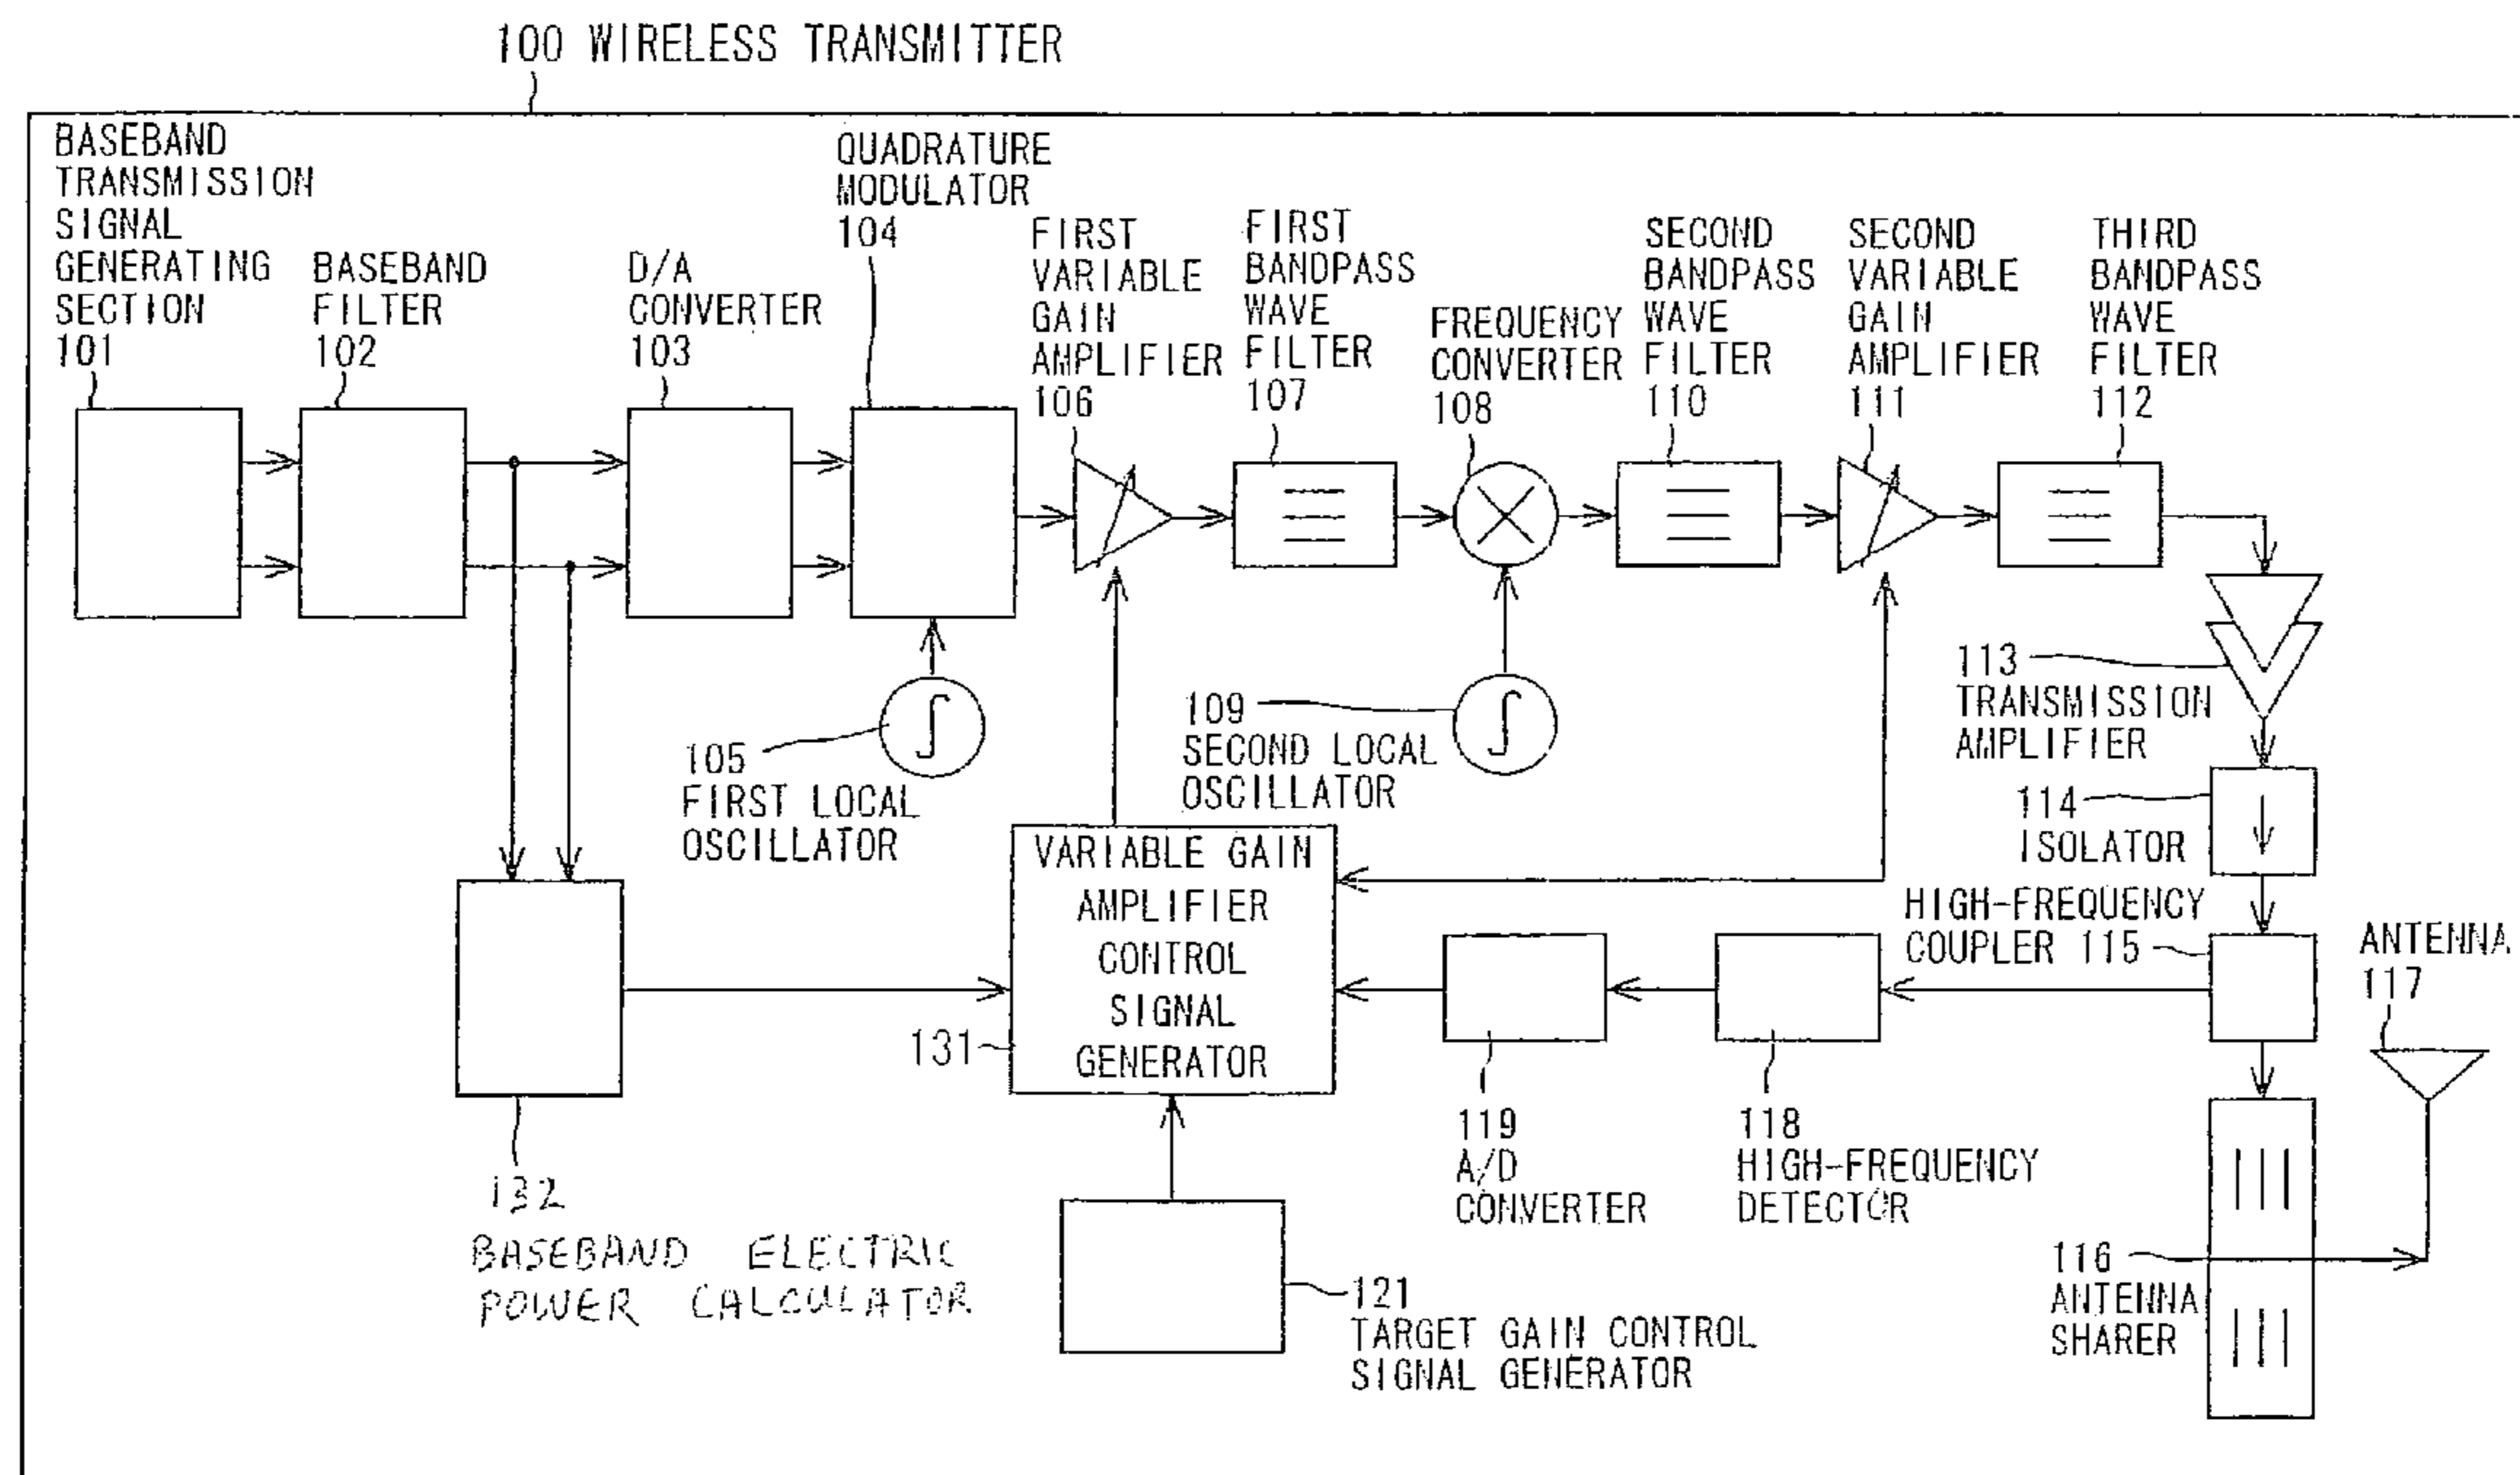 100 WIRELESS TRANSMITTER
BASEBAND
TRANSMISSION
SIGNAL
GENERATING
SECTION
101
BASEBAND
FILTER
102
D/A
CONVERTER
103
QUADRATURE
MODULATOR
104
FIRST
VARIABLE
GAIN
AMPLIFIER
106
FIRST
BANDPASS
WAVE
FILTER
107
FREQUENCY
CONVERTER
108
SECOND
BANDPASS
WAVE
FILTER
110
SECOND
VARIABLE
GAIN
AMPLIFIER
111
THIRD
BANDPASS
WAVE
FILTER
112
105
FIRST LOCAL
OSCILLATOR
109
SECOND LOCAL
OSCILLATOR
113
TRANSMISSION
AMPLIFIER
114
ISOLATOR
VARIABLE GAIN
AMPLIFIER
CONTROL
SIGNAL
GENERATOR
131
HIGH-FREQUENCY
COUPLER 115
ANTENNA
117
119
A/D
CONVERTER
118
HIGH-FREQUENCY
DETECTOR
132
BASEBAND ELECTRIC
POWER CALCULATOR
121
TARGET GAIN CONTROL
SIGNAL GENERATOR
116
ANTENNA
SHARER